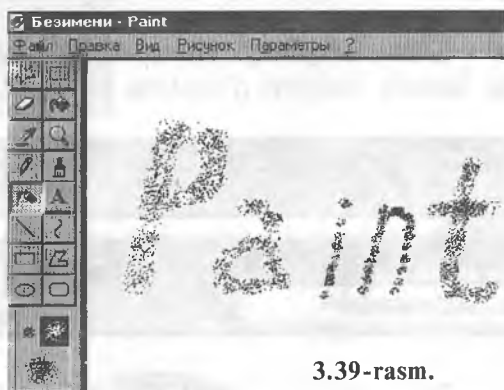 Безимени - Paint
Файл Правка Вид Рисунок Параметры ?
A
Paint
3.39-rasm.